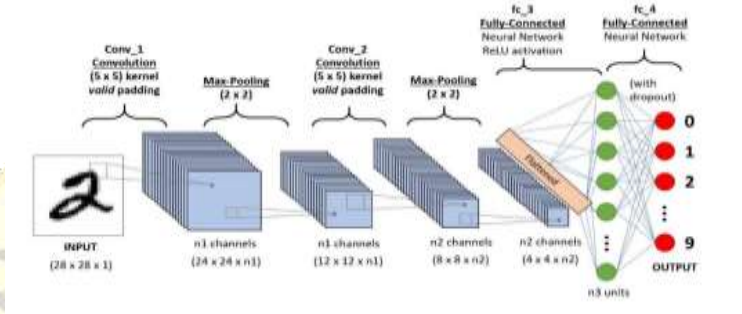 Conv_1
Convolution
(5 x 5) kernel
valid padding
Max-Pooling
(2 x 2)
Conv_2
Convolution
(5 x 5) kernel
valid padding
Max-Pooling
(2 x 2)
fc_3
Fully-Connected
Neural Network
ReLU activation
fc_4
Fully-Connected
Neural Network
(with
dropout)
Flattened
0
1
2
9
OUTPUT
2
INPUT
(28 x 28 x 1)
n1 channels
(24 x 24 x n1)
n1 channels
(12 x 12 x n1)
n2 channels
(8 x 8 x n2)
n2 channels
(4 x 4 x n2)
n3 units